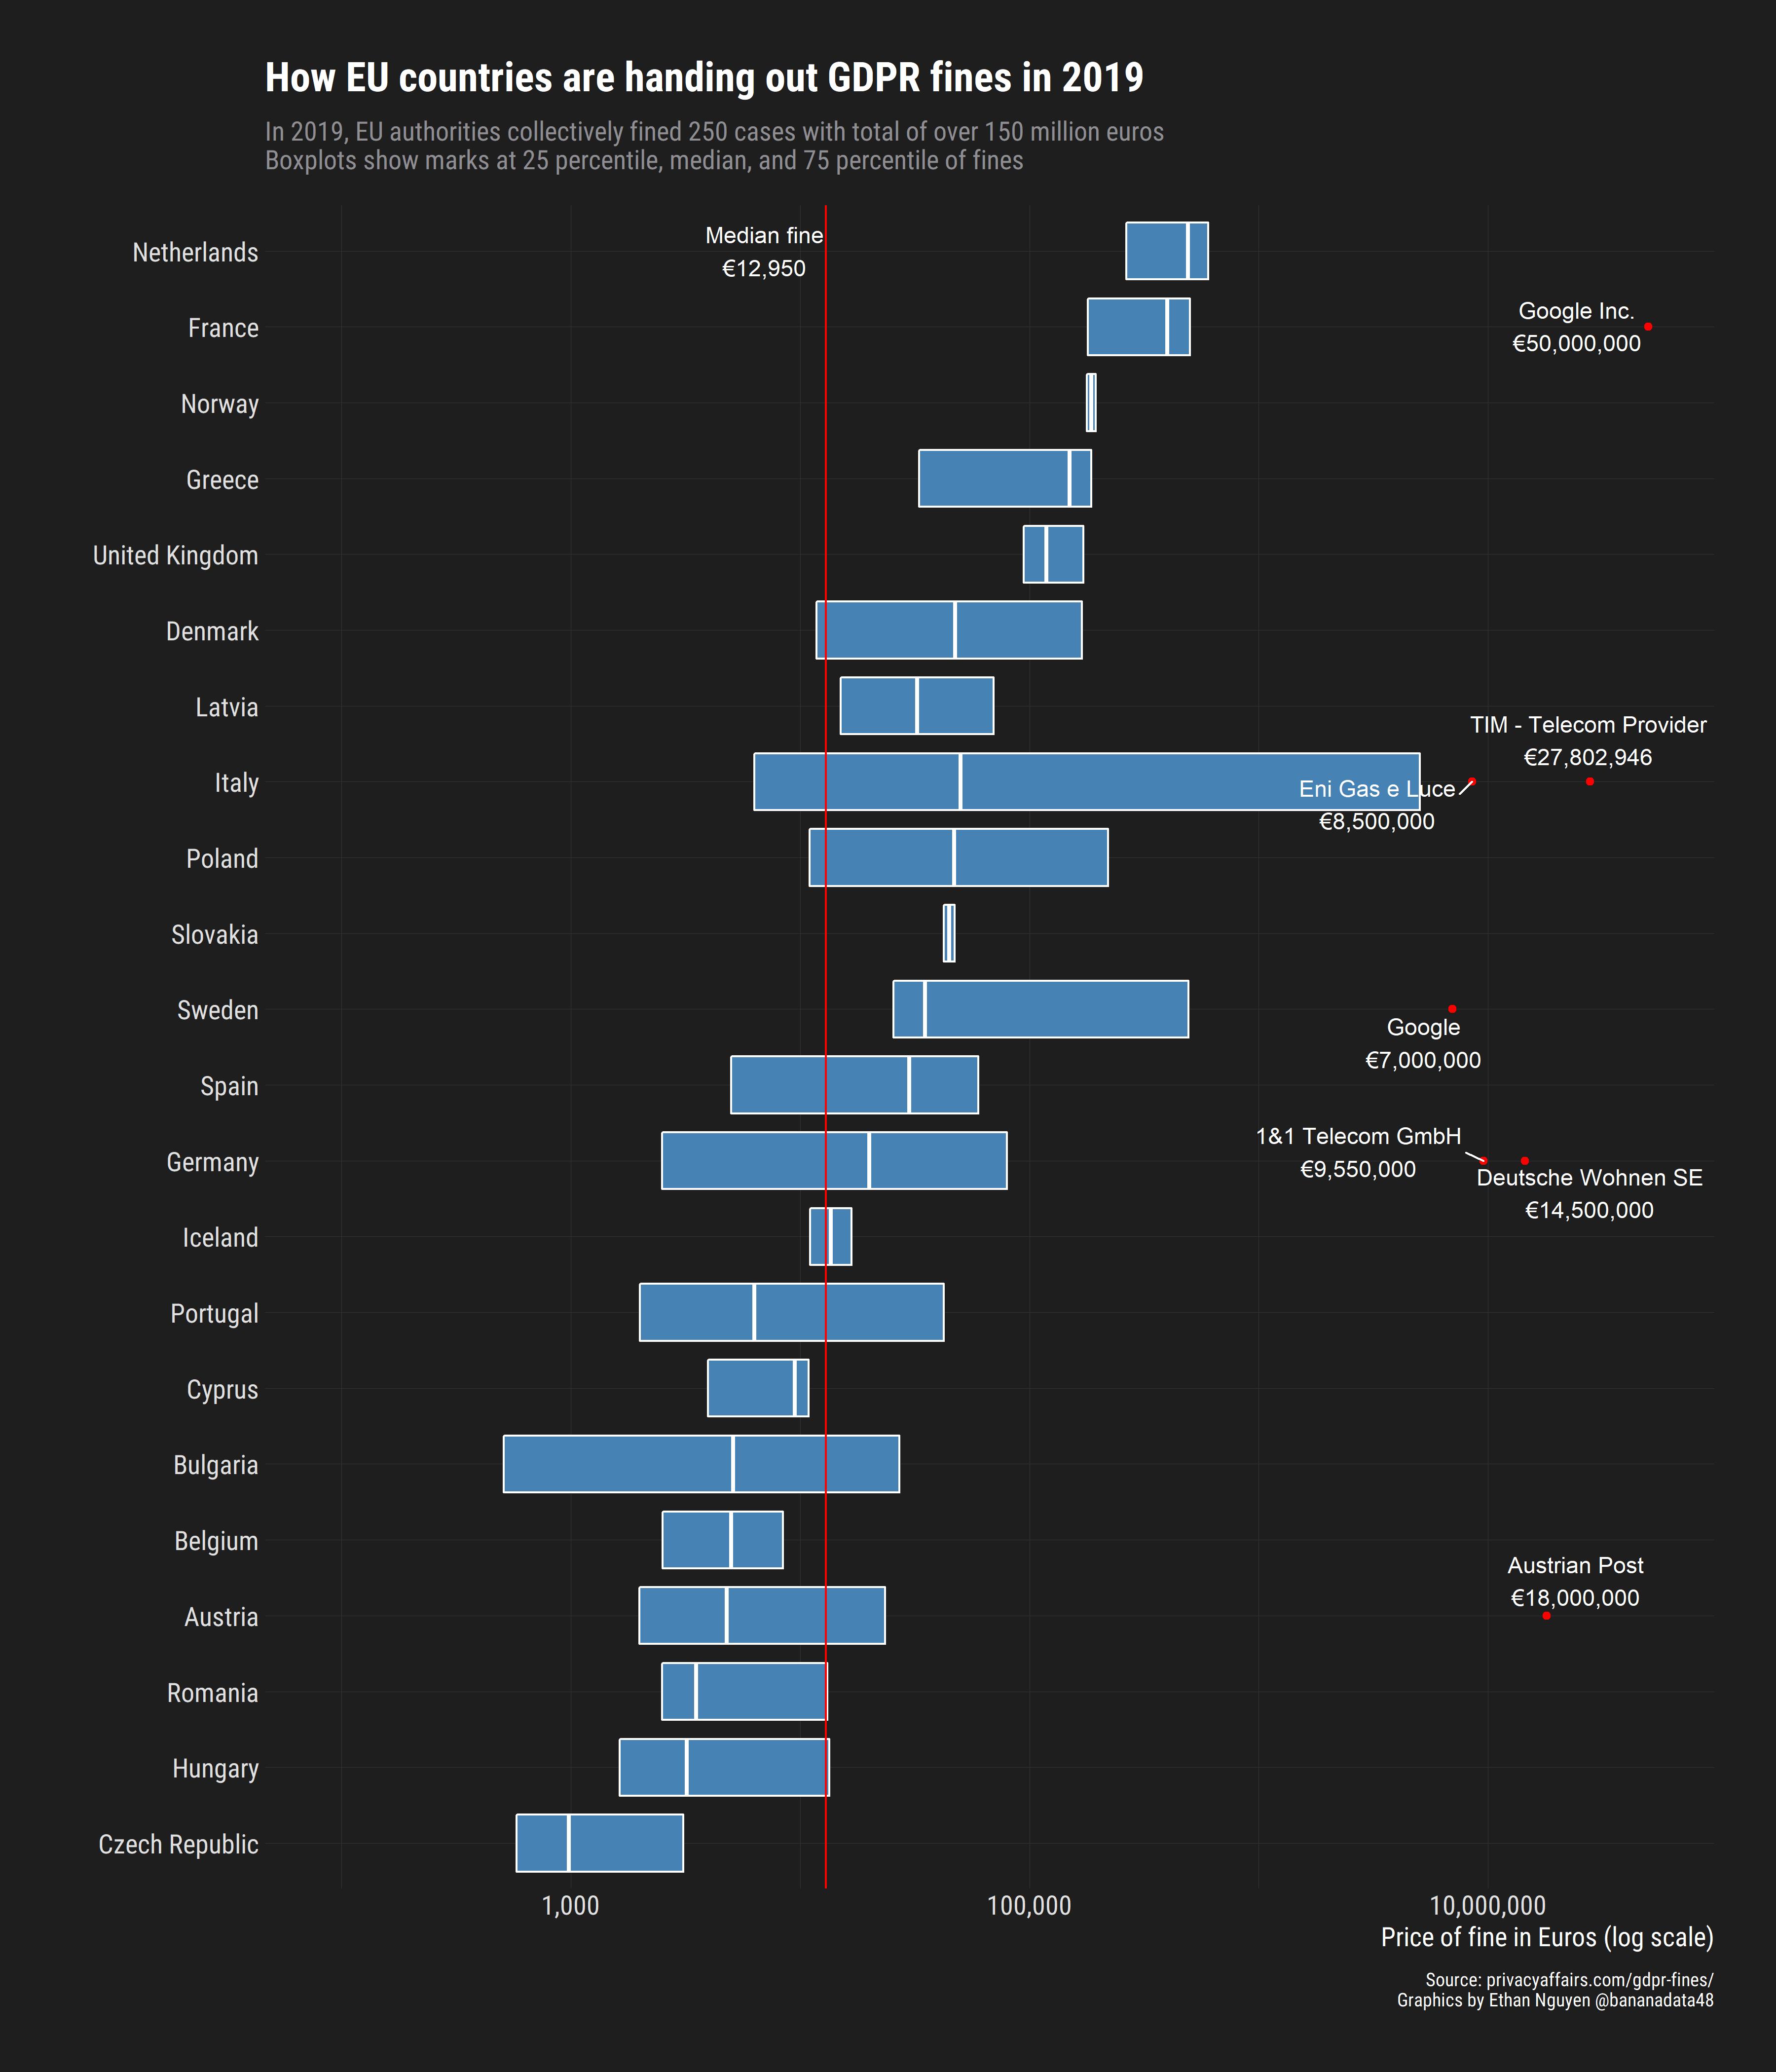 How EU countries are handing out GDPR fines in 2019
In 2019, EU authorities collectively fined 250 cases with total of over 150 million euros
Boxplots show marks at 25 percentile, median, and 75 percentile of fines
Median fine
€12,950
Netherlands
France
Google Inc.
€50,000,000
Norway
Greece
United Kingdom
Denmark
Latvia
TIM - Telecom Provider
€27,802,946
Italy
Eni Gas e Luce
€8,500,000
Poland
Slovakia
Sweden
Google
€7,000,000
Spain
1&1 Telecom GmbH
€9,550,000
Germany
Deutsche Wohnen SE
€14,500,000
Iceland
Portugal
Cyprus
Bulgaria
Belgium
Austrian Post
€18,000,000
Austria
Romania
Hungary
Czech Republic
1,000
100,000
10,000,000
Price of fine in Euros (log scale)
Source: privacyaffairs.com/gdpr-fines/
Graphics by Ethan Nguyen @bananadata48